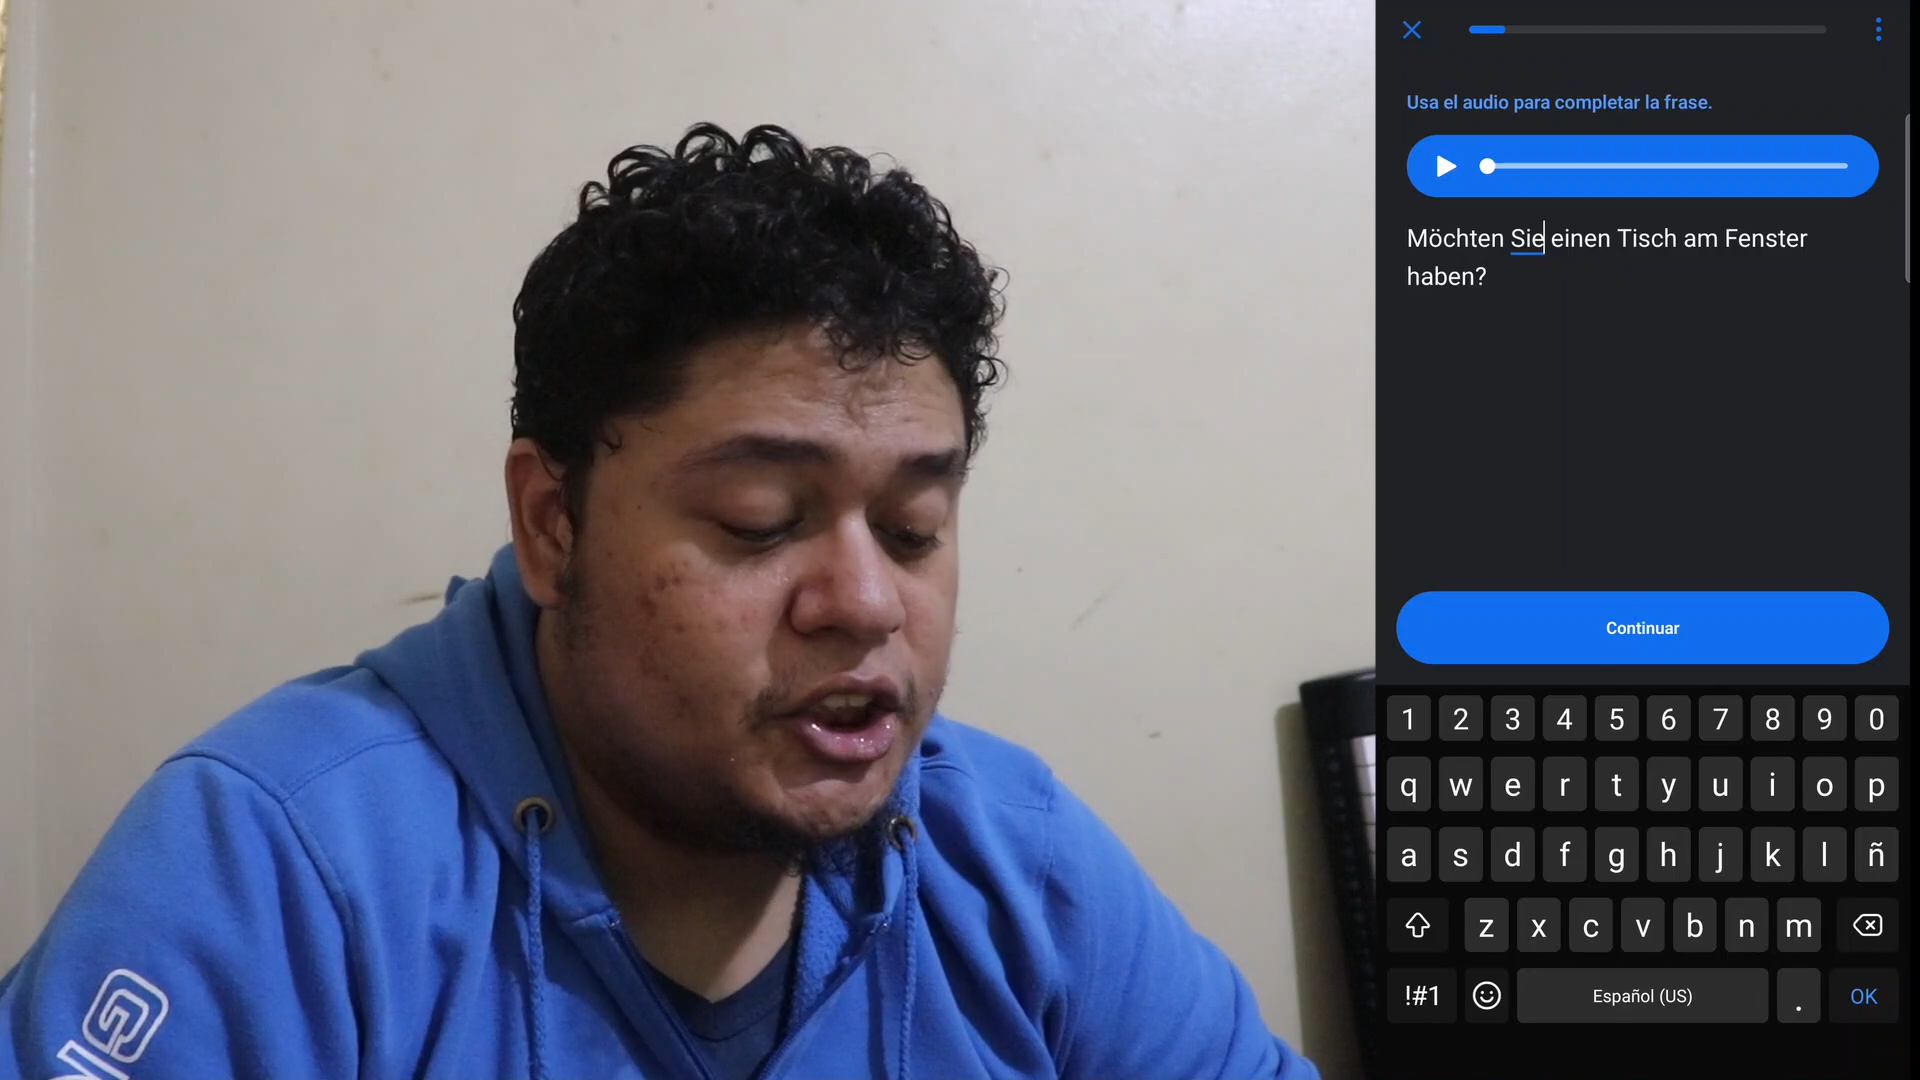 Usa el audio para completar la frase.
Möchten Sie einen Tisch am Fenster
haben?
Continuar
1 2 3 4 5 6 7 8 9 0
q w e r t y u i o p
a s d f g h j k l ñ
z x c v b n m
!#1 Español (US) . OK